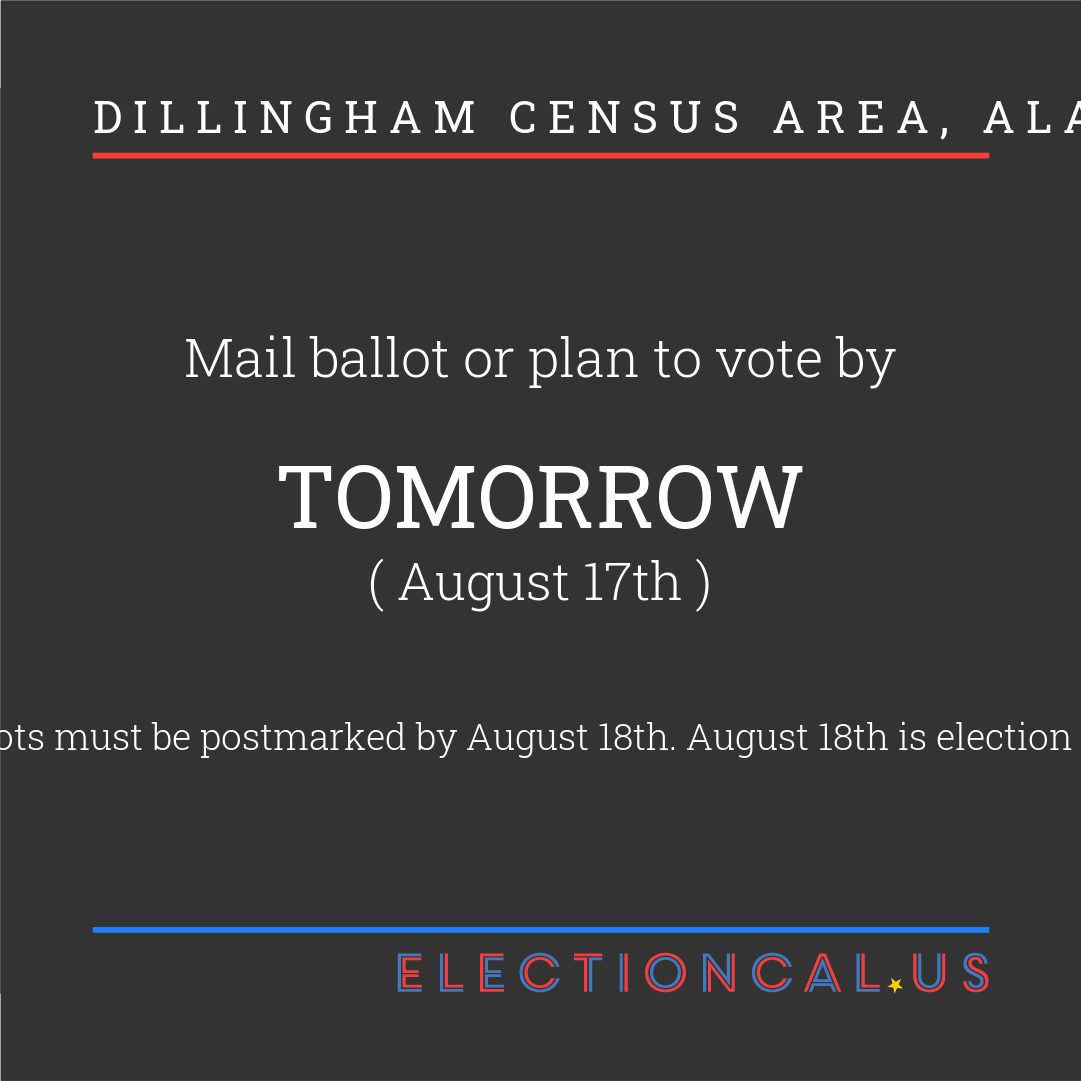 DILLINGHAM CENSUS AREA, ALA
Mail ballot or plan to vote by
TOMORROW
( August 17th )
ots must be postmarked by August 18th. August 18th is election
ELECTIONCAL.US